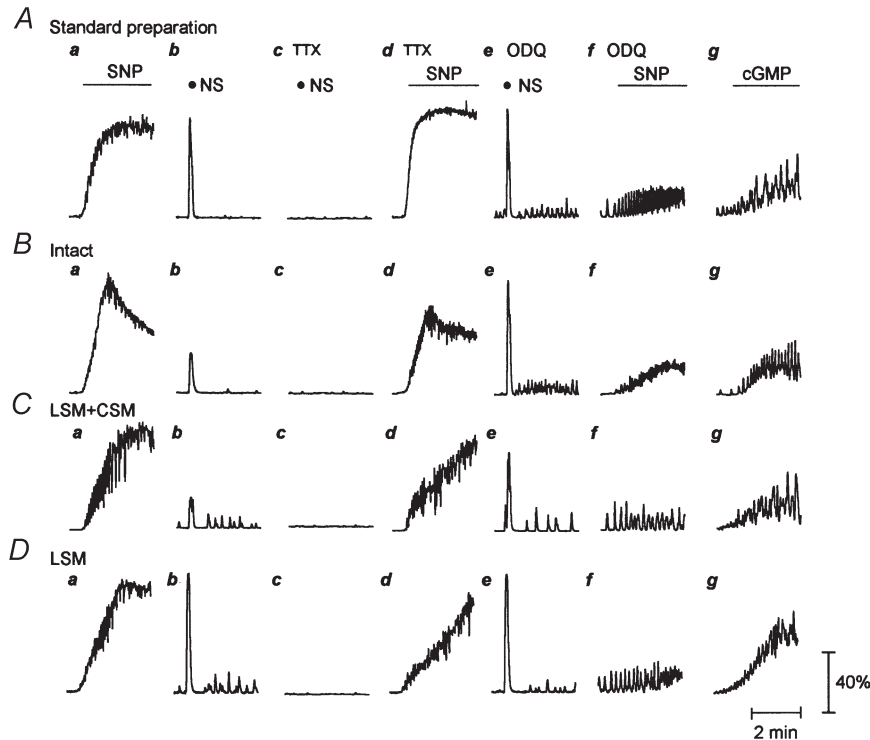 A Standard preparation
a b c TTX d TTX e ODQ f ODQ g
SNP • NS • NS SNP • NS SNP cGMP
B Intact
a b c d e f g
C LSM+CSM
a b c d e f g
D LSM
a b c d e f g
40%
2 min